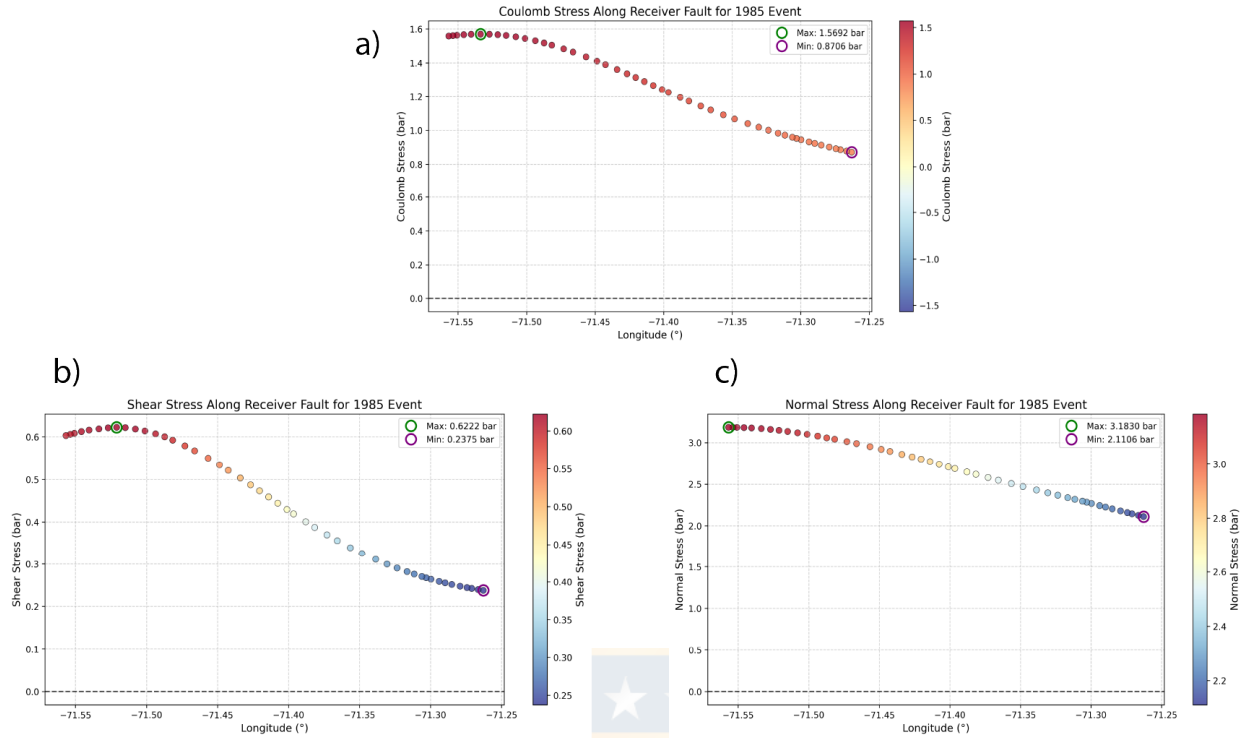 a)
Coulomb Stress Along Receiver Fault for 1985 Event
Max: 1.5692 bar
Min: 0.8706 bar
1.6
1.4
1.2
1.0
0.8
0.6
0.4
0.2
0.0
Coulomb Stress (bar)
−71.55 −71.50 −71.45 −71.40 −71.35 −71.30 −71.25
Longitude (°)
1.5
1.0
0.5
0.0
−0.5
−1.0
−1.5
Coulomb Stress (bar)
b)
Shear Stress Along Receiver Fault for 1985 Event
Max: 0.6222 bar
Min: 0.2375 bar
0.6
0.5
0.4
0.3
0.2
0.1
0.0
Shear Stress (bar)
−71.55 −71.50 −71.45 −71.40 −71.35 −71.30 −71.25
Longitude (°)
0.60
0.55
0.50
0.45
0.40
0.35
0.30
0.25
Shear Stress (bar)
c)
Normal Stress Along Receiver Fault for 1985 Event
Max: 3.1830 bar
Min: 2.1106 bar
3.0
2.5
2.0
1.5
1.0
0.5
0.0
Normal Stress (bar)
−71.55 −71.50 −71.45 −71.40 −71.35 −71.30 −71.25
Longitude (°)
3.0
2.8
2.6
2.4
2.2
Normal Stress (bar)